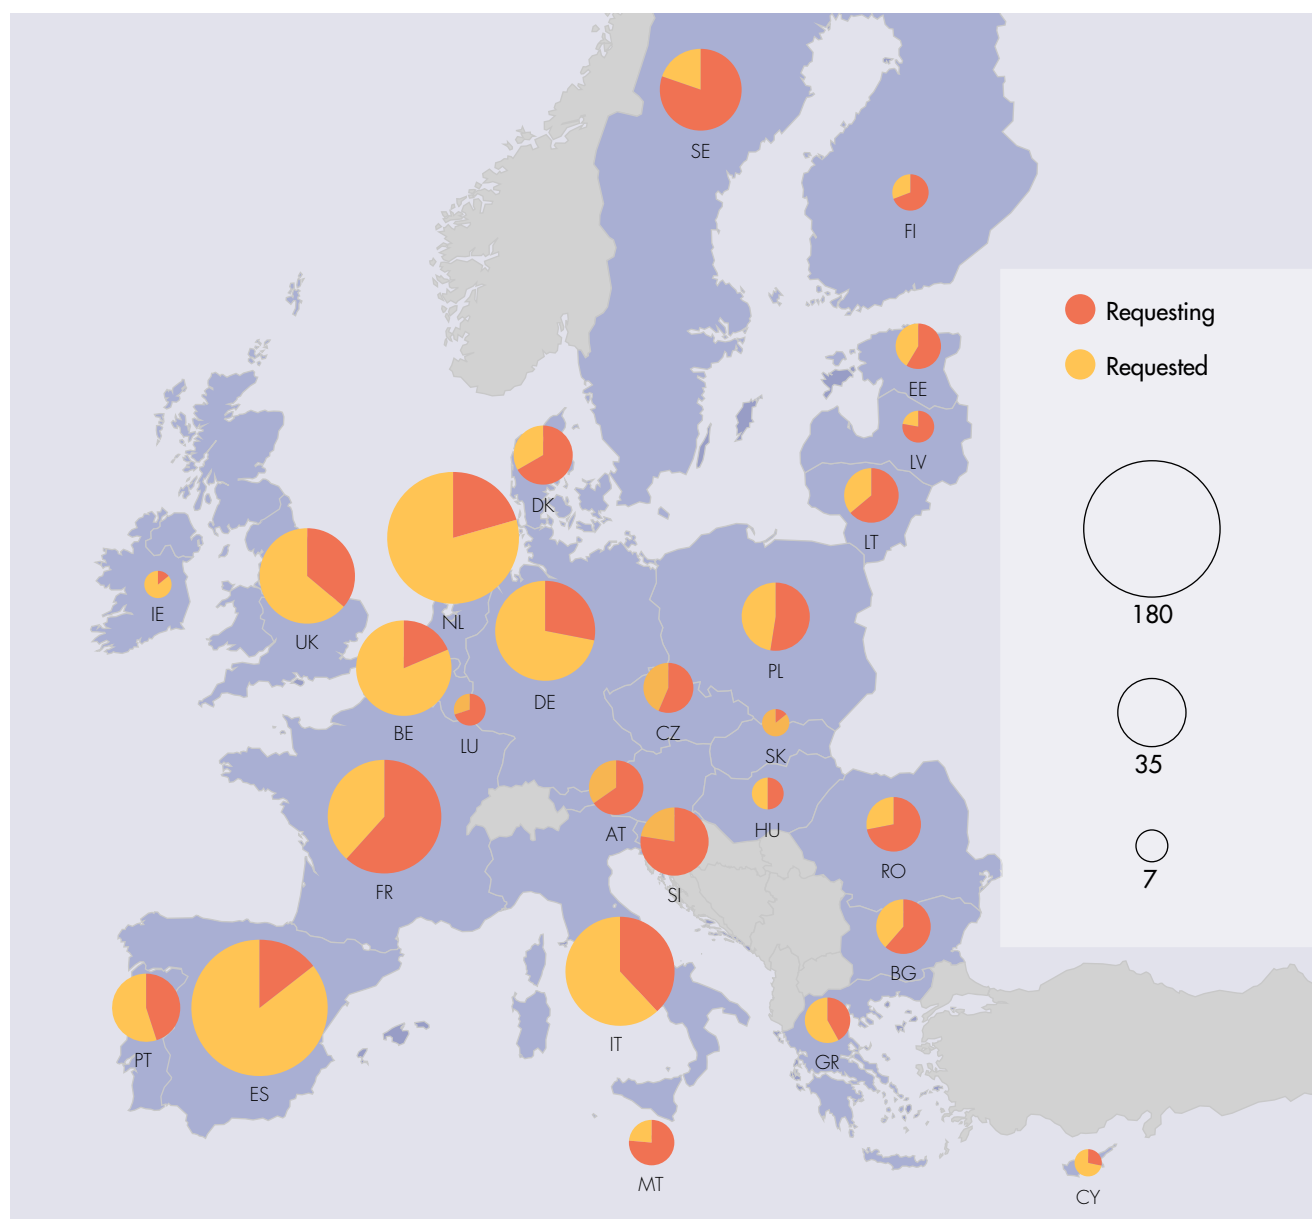 SE
FI
Requesting
Requested
EE
LV
DK
LT
180
IE
UK
NL
PL
DE
BE
LU
CZ
SK
35
AT
HU
RO
7
FR
SI
BG
IT
PT
ES
GR
MT
CY